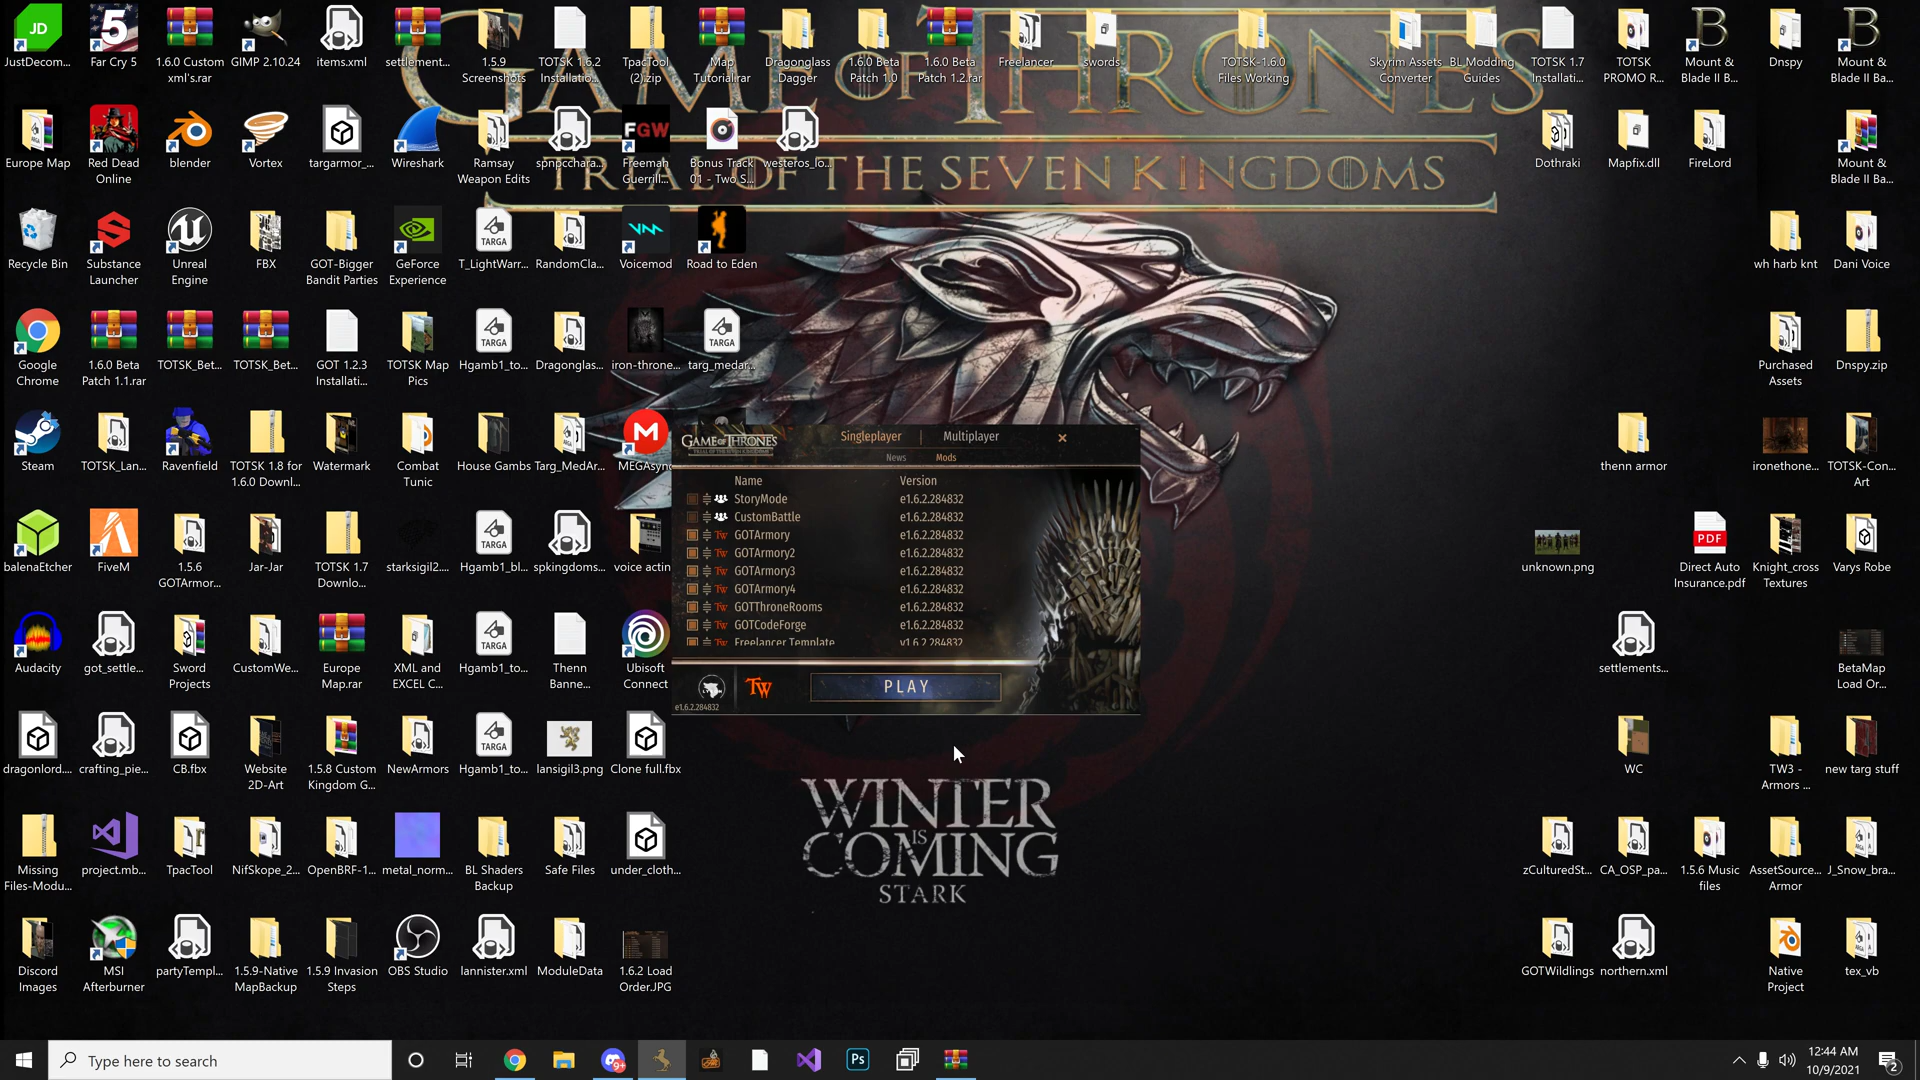 JustDecom...
Far Cry 5
1.6.0 Custom
xml's.rar
GIMP 2.10.24
items.xml
settlement...
1.5.9
Screenshots
TOTSK 1.6.2
Installatio...
TpacTool
(2).zip
Map
Tutorial.rar
Dragonglass
Dagger
1.6.0 Beta
Patch 1.0
1.6.0 Beta
Patch 1.2.rar
Freelancer
swords
TOTSK-1.6.0
Files Working
Skyrim Assets
Converter
BL Modding
Guides
TOTSK 1.7
Installati...
TOTSK
PROMO R...
Mount &
Blade II B...
Dnspy
Mount &
Blade II Ba...
GAME OF THRONES
TRIAL OF THE SEVEN KINGDOMS
Europe Map
Red Dead
Online
blender
Vortex
targarmor_...
Wireshark
Ramsay
Weapon Edits
spnpcchara...
Freeman
Guerrill...
Bonus Track
01 - Two S...
westeros_lo...
Dothraki
Mapfix.dll
FireLord
Mount &
Blade II Ba...
Recycle Bin
Substance
Launcher
Unreal
Engine
FBX
GOT-Bigger
Bandit Parties
GeForce
Experience
T_LightWarr...
RandomCla...
Voicemod
Road to Eden
wh harb knt
Dani Voice
Google
Chrome
1.6.0 Beta
Patch 1.1.rar
TOTSK_Bet...
TOTSK_Bet...
GOT 1.2.3
Installati...
TOTSK Map
Pics
Hgamb1_to...
Dragonglas...
iron-throne...
targ_medar...
Purchased
Assets
Dnspy.zip
Steam
TOTSK_Lan...
Ravenfield
TOTSK 1.8 for
1.6.0 Downl...
Watermark
Combat
Tunic
House Gambs
Targ_MedAr...
MEGAsync
thenn armor
ironethone...
TOTSK-Con...
Art
GAME OF THRONES
Singleplayer
Multiplayer
News
Mods
Name
Version
StoryMode e1.6.2.284832
CustomBattle e1.6.2.284832
GOTArmory e1.6.2.284832
GOTArmory2 e1.6.2.284832
GOTArmory3 e1.6.2.284832
GOTArmory4 e1.6.2.284832
GOTThroneRooms e1.6.2.284832
GOTCodeForge e1.6.2.284832
Freelancer Template v1.6.2.284832
PLAY
e1.6.2.284832
balenaEtcher
FiveM
1.5.6
GOTArmor...
Jar-Jar
TOTSK 1.7
Downlo...
starksigil2....
Hgamb1_bl...
spkingdoms...
voice actin
unknown.png
Direct Auto
Insurance.pdf
Knight_cross
Textures
Varys Robe
Audacity
got_settle...
Sword
Projects
CustomWe...
Europe
Map.rar
XML and
EXCEL C...
Hgamb1_to...
Thenn
Banne...
Ubisoft
Connect
settlements...
BetaMap
Load Or...
dragonlord....
crafting_pie...
CB.fbx
Website
2D-Art
1.5.8 Custom
Kingdom G...
NewArmors
Hgamb1_to...
lansigil3.png
Clone full.fbx
WC
TW3 -
Armors ...
new targ stuff
WINTER
IS
COMING
STARK
Missing
Files-Modu...
project.mb...
TpacTool
NifSkope_2...
OpenBRF-1...
metal_norm...
BL Shaders
Backup
Safe Files
under_cloth...
zCulturedSt...
CA_OSP_pa...
1.5.6 Music
files
AssetSource...
Armor
J_Snow_bra...
Discord
Images
MSI
Afterburner
partyTempl...
1.5.9-Native
MapBackup
1.5.9 Invasion
Steps
OBS Studio
lannister.xml
ModuleData
1.6.2 Load
Order.JPG
GOTWildlings
northern.xml
Native
Project
tex_vb
Type here to search
12:44 AM
10/9/2021